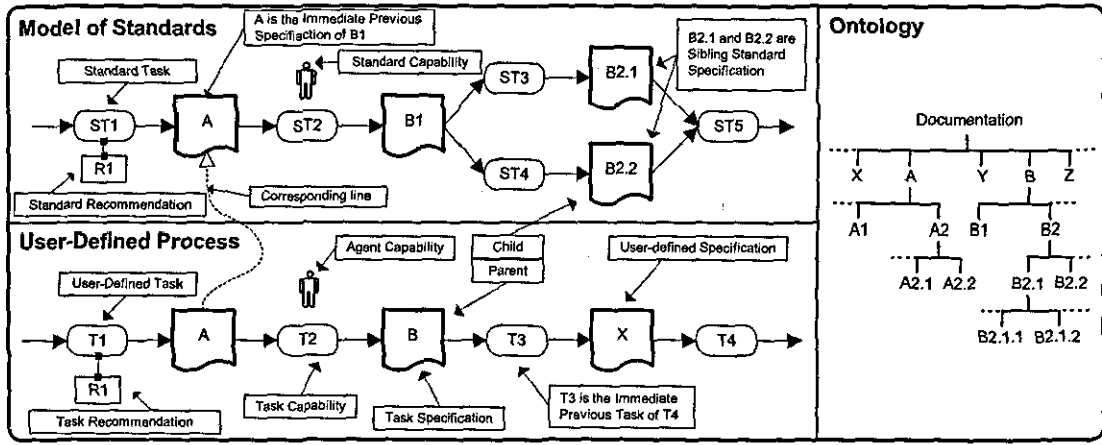 Model of Standards
A is the Immediate Previous
Specifiaction of B1
Standard Task
Standard Capability
B2.1 and B2.2 are
Sibling Standard
Specification
ST1
A
ST2
B1
ST3
B2.1
ST4
B2.2
ST5
R1
Standard Recommendation
Corresponding line
User-Defined Process
Agent Capability
Child
Parent
User-defined Specification
User-Defined Task
T1
A
T2
B
T3
X
T4
R1
Task Recommendation
Task Capability
Task Specification
T3 is the Immediate
Previous Task of T4
Ontology
Documentation
X A Y B Z
A1 A2 B1 B2
A2.1 A2.2 B2.1 B2.2
B2.1.1 B2.1.2